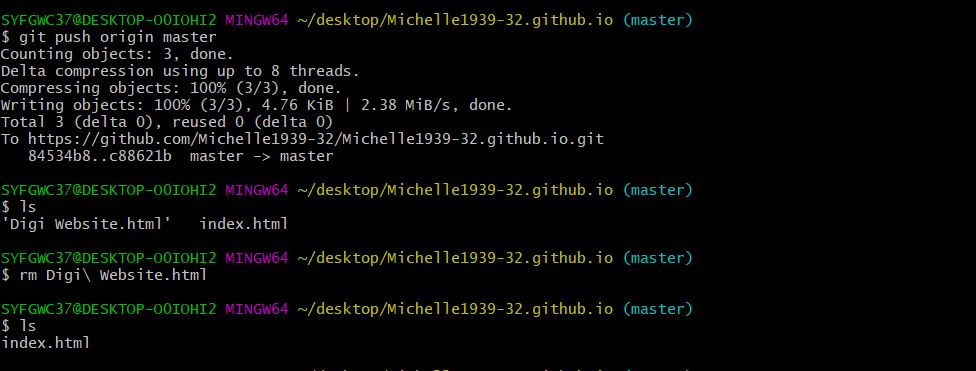 SYFGWC37@DESKTOP-OOIOHI2 MINGW64 ~/desktop/Michelle1939-32.github.io (master)
$ git push origin master
Counting objects: 3, done.
Delta compression using up to 8 threads.
Compressing objects: 100% (3/3), done.
Writing objects: 100% (3/3), 4.76 KiB | 2.38 MiB/s, done.
Total 3 (delta 0), reused 0 (delta 0)
To https://github.com/Michelle1939-32/Michelle1939-32.github.io.git
   84534b8..c88621b  master -> master
SYFGWC37@DESKTOP-OOIOHI2 MINGW64 ~/desktop/Michelle1939-32.github.io (master)
$ ls
'Digi Website.html'   index.html
SYFGWC37@DESKTOP-OOIOHI2 MINGW64 ~/desktop/Michelle1939-32.github.io (master)
$ rm Digi\ Website.html
SYFGWC37@DESKTOP-OOIOHI2 MINGW64 ~/desktop/Michelle1939-32.github.io (master)
$ ls
index.html